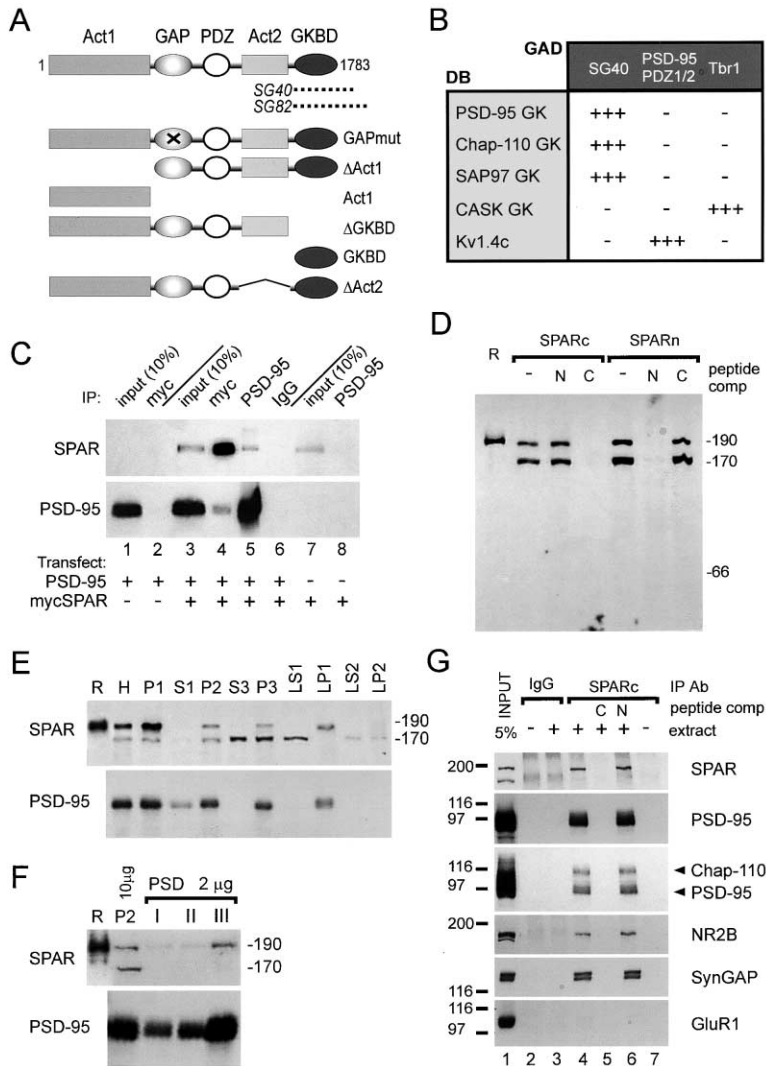 A
Act1 GAP PDZ Act2 GKBD
1 1783
SG40
SG82
GAPmut
ΔAct1
Act1
ΔGKBD
GKBD
ΔAct2
B
GAD
DB
SG40 PSD-95 PDZ1/2 Tbr1
PSD-95 GK +++ - -
Chap-110 GK +++ - -
SAP97 GK +++ - -
CASK GK - - +++
Kv1.4c - +++ -
C
IP: input (10%) myc input (10%) myc PSD-95 IgG input (10%) PSD-95
SPAR
PSD-95
1 2 3 4 5 6 7 8
Transfect:
PSD-95 + + + + + + - -
mycSPAR - - + + + + + +
D
SPARc SPARn
R - N C - N C peptide comp
-190
-170
-66
E
R H P1 S1 P2 S3 P3 LS1 LP1 LS2 LP2
SPAR
-190
-170
PSD-95
F
10µg PSD 2 µg
R P2 I II III
SPAR
-190
-170
PSD-95
G
INPUT IgG SPARc IP Ab
C N peptide comp
5% - + + + + - extract
200
SPAR
116
97
PSD-95
116
97
Chap-110
PSD-95
200
NR2B
SynGAP
116
116
97
GluR1
1 2 3 4 5 6 7